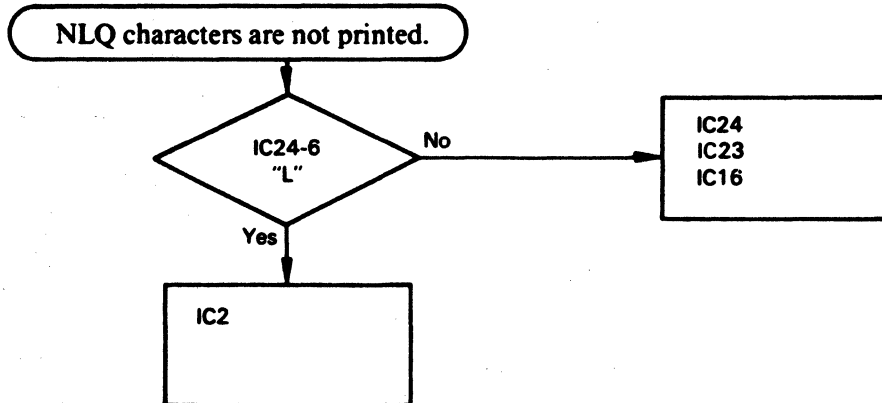 NLQ characters are not printed.
IC24-6
"L"
No
IC24
IC23
IC16
Yes
IC2